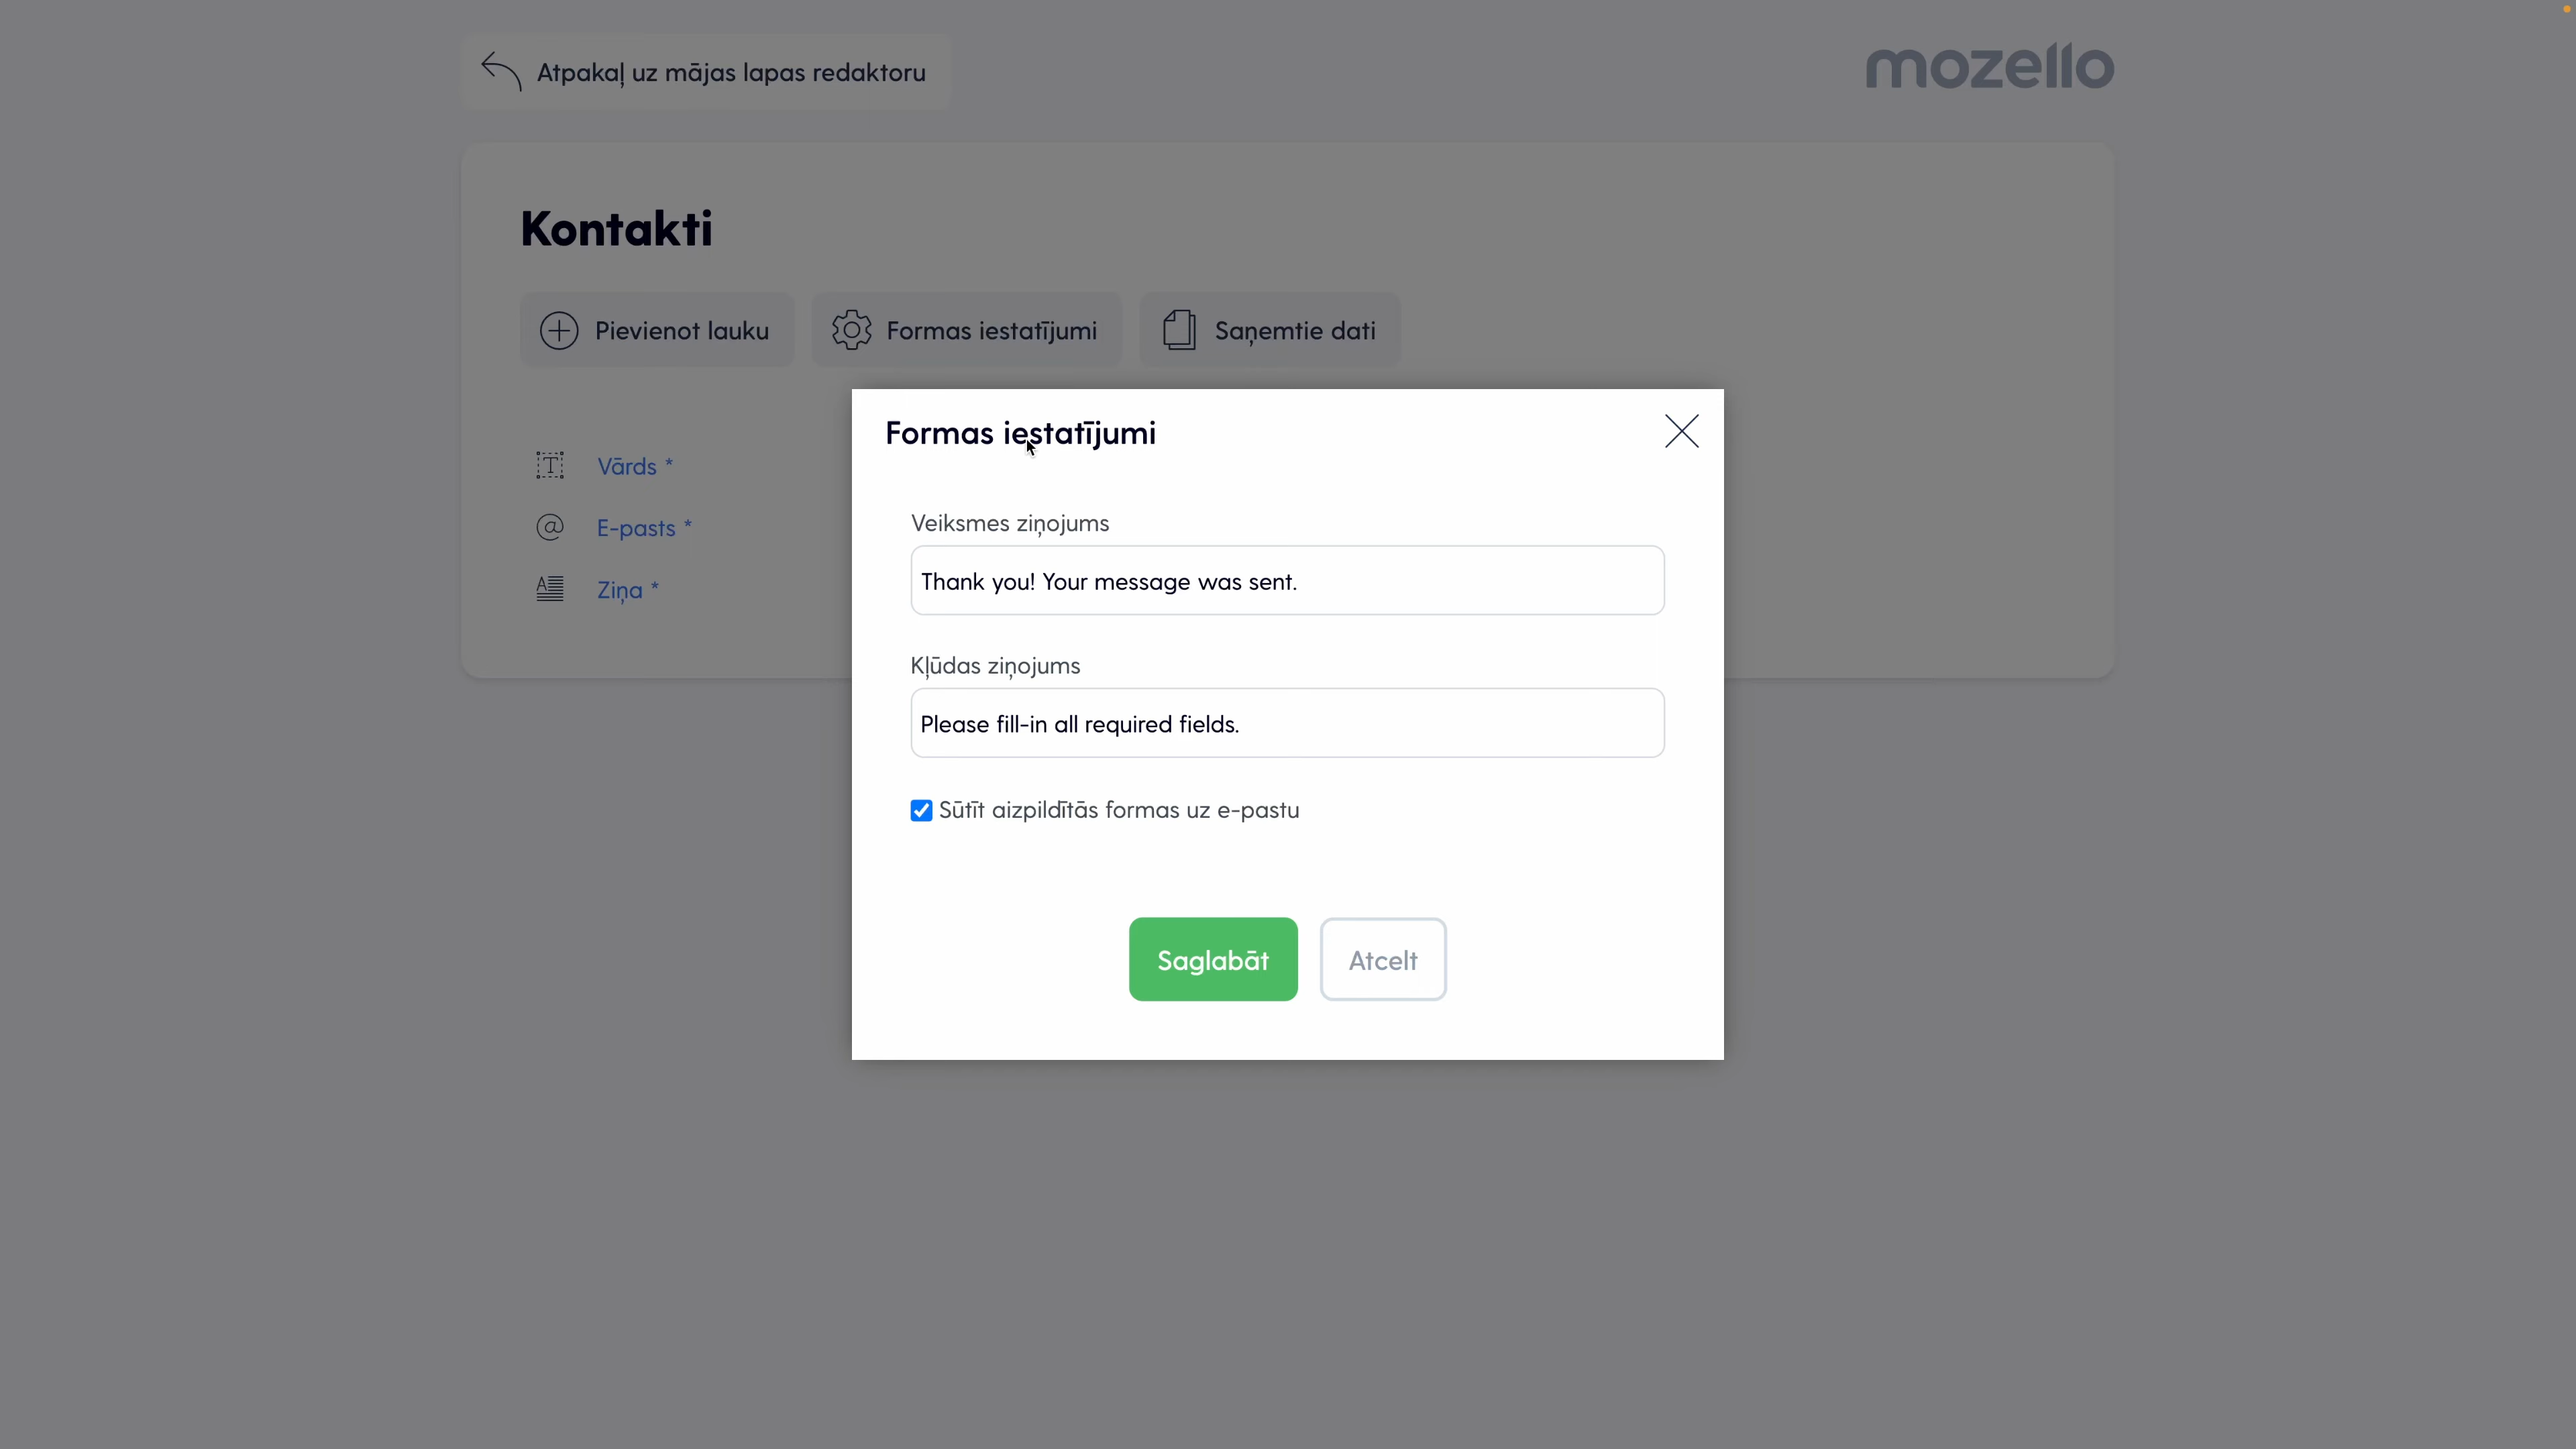 Atpakaļ uz mājas lapas redaktoru
mozello
Kontakti
Pievienot lauku
Formas iestatījumi
Saņemtie dati
Vārds *
E-pasts *
Ziņa *
Formas iestatījumi
Veiksmes ziņojums
Thank you! Your message was sent.
Kļūdas ziņojums
Please fill-in all required fields.
Sūtīt aizpildītās formas uz e-pastu
Saglabāt
Atcelt